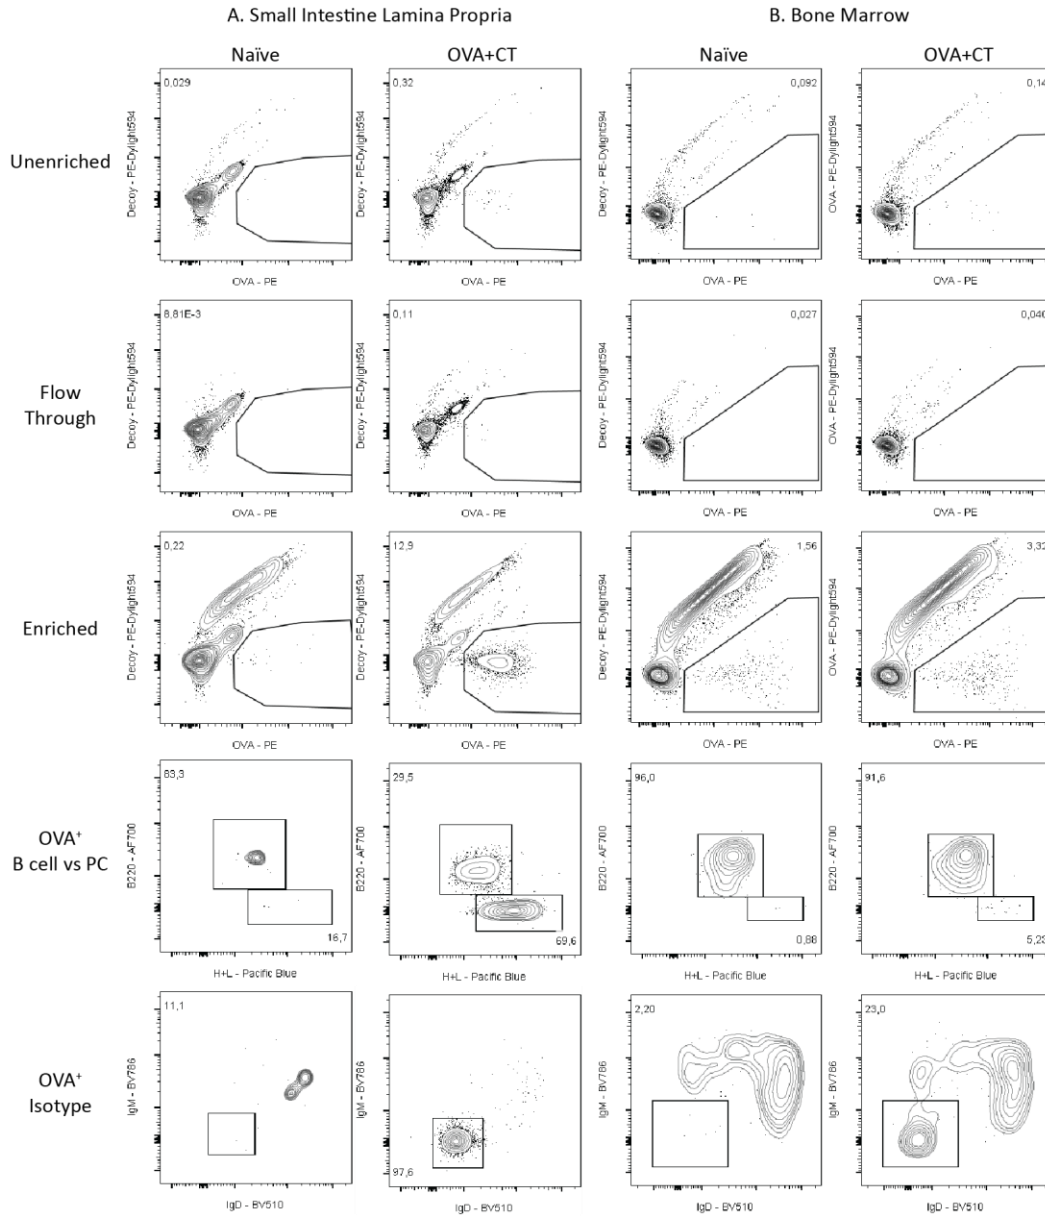 A. Small Intestine Lamina Propria
B. Bone Marrow
Naïve
OVA+CT
Naïve
OVA+CT
Unenriched
0,029
Decoy - PE-Dylight594
OVA - PE
0,32
Decoy - PE-Dylight594
OVA - PE
0,092
Decoy - PE-Dylight594
OVA - PE
0,14
OVA - PE-Dylight594
OVA - PE
Flow
Through
8,81E-3
Decoy - PE-Dylight594
OVA - PE
0,11
Decoy - PE-Dylight594
OVA - PE
0,027
Decoy - PE-Dylight594
OVA - PE
0,040
OVA - PE-Dylight594
OVA - PE
Enriched
0,22
Decoy - PE-Dylight594
OVA - PE
12,9
Decoy - PE-Dylight594
OVA - PE
1,56
Decoy - PE-Dylight594
OVA - PE
3,32
OVA - PE-Dylight594
OVA - PE
OVA⁺
B cell vs PC
83,3
16,7
B220 - AF700
H+L - Pacific Blue
29,5
69,6
B220 - AF700
H+L - Pacific Blue
96,0
0,88
B220 - AF700
H+L - Pacific Blue
91,6
5,23
B220 - AF700
H+L - Pacific Blue
OVA⁺
Isotype
11,1
IgM - BV786
IgD - BV510
97,6
IgM - BV786
IgD - BV510
2,20
IgM - BV786
IgD - BV510
23,0
IgM - BV786
IgD - BV510